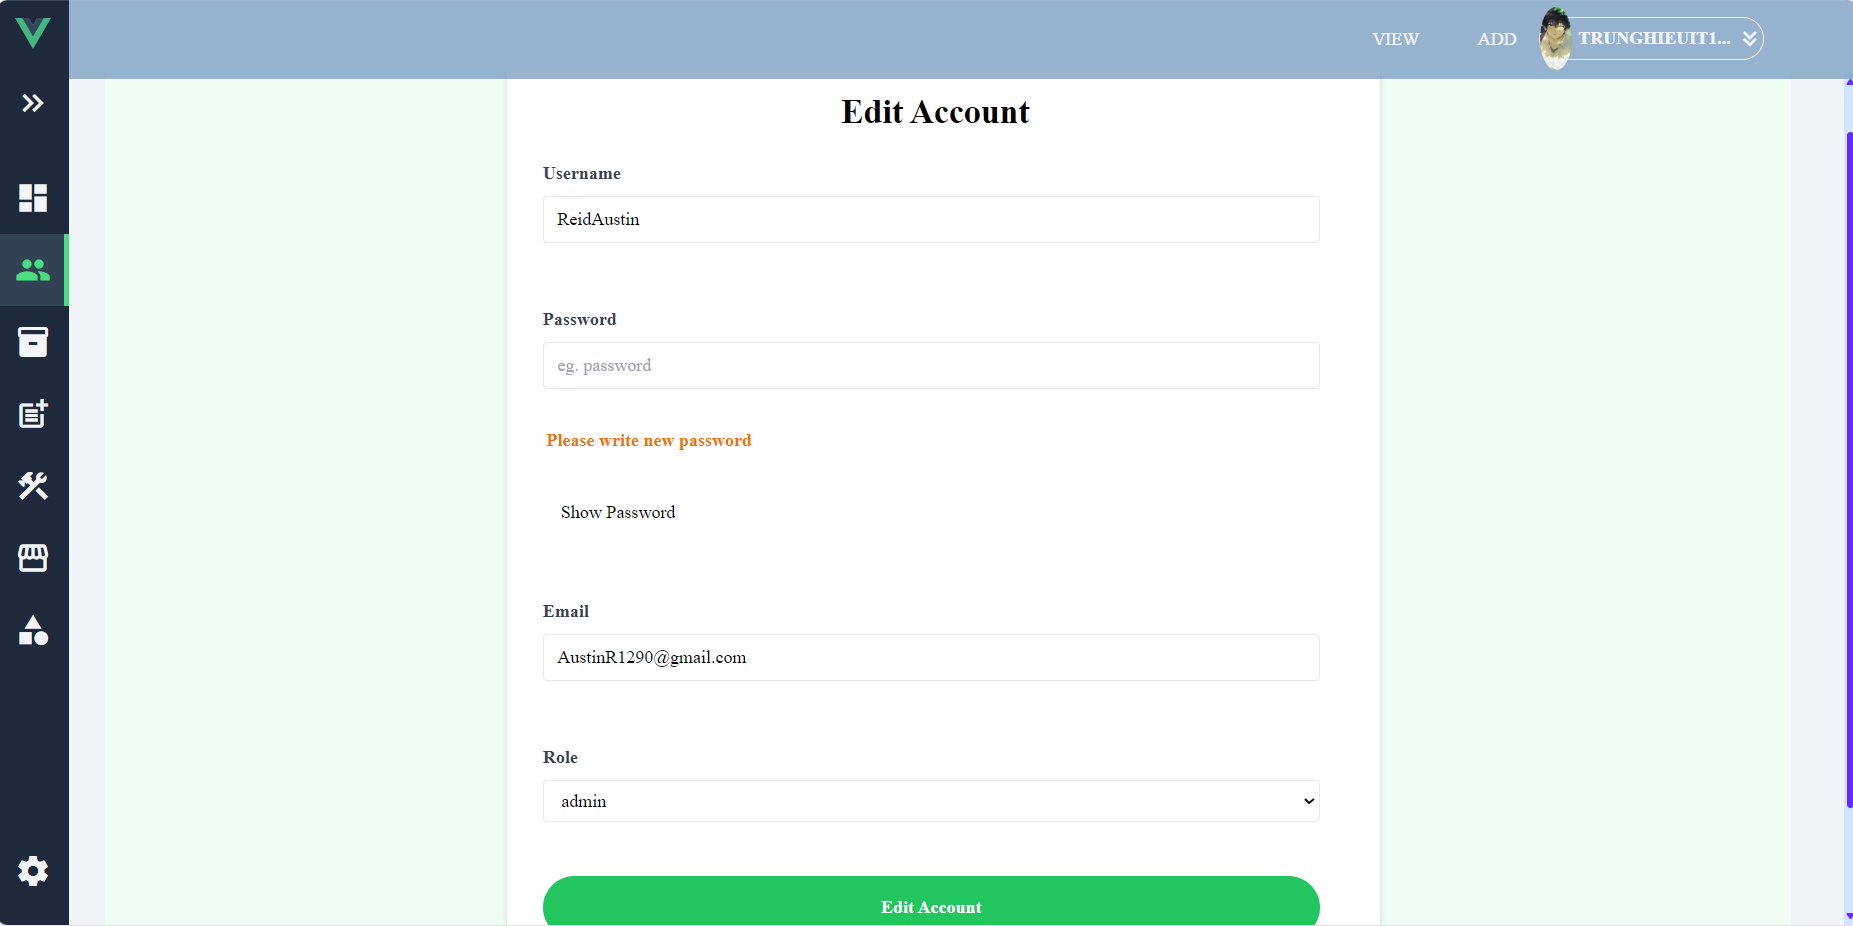 VIEW
ADD
TRUNGHIEUIT1...
Edit Account
Username
ReidAustin
Password
eg. password
Please write new password
Show Password
Email
AustinR1290@gmail.com
Role
admin
Edit Account